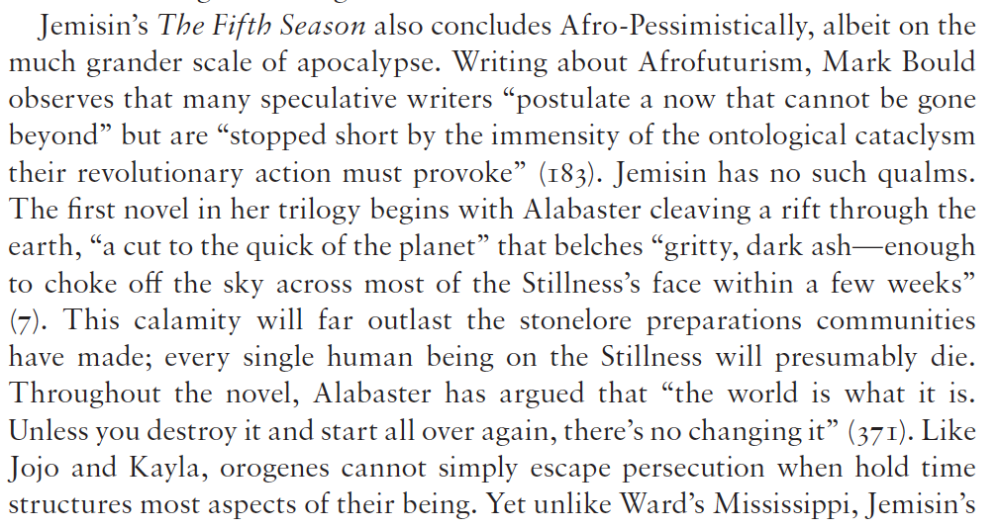 Jemisin’s The Fifth Season also concludes Afro-Pessimistically, albeit on the
much grander scale of apocalypse. Writing about Afrofuturism, Mark Bould
observes that many speculative writers “postulate a now that cannot be gone
beyond” but are “stopped short by the immensity of the ontological cataclysm
their revolutionary action must provoke” (183). Jemisin has no such qualms.
The first novel in her trilogy begins with Alabaster cleaving a rift through the
earth, “a cut to the quick of the planet” that belches “gritty, dark ash—enough
to choke off the sky across most of the Stillness’s face within a few weeks”
(7). This calamity will far outlast the stonelore preparations communities
have made; every single human being on the Stillness will presumably die.
Throughout the novel, Alabaster has argued that “the world is what it is.
Unless you destroy it and start all over again, there’s no changing it” (371). Like
Jojo and Kayla, orogenes cannot simply escape persecution when hold time
structures most aspects of their being. Yet unlike Ward’s Mississippi, Jemisin’s